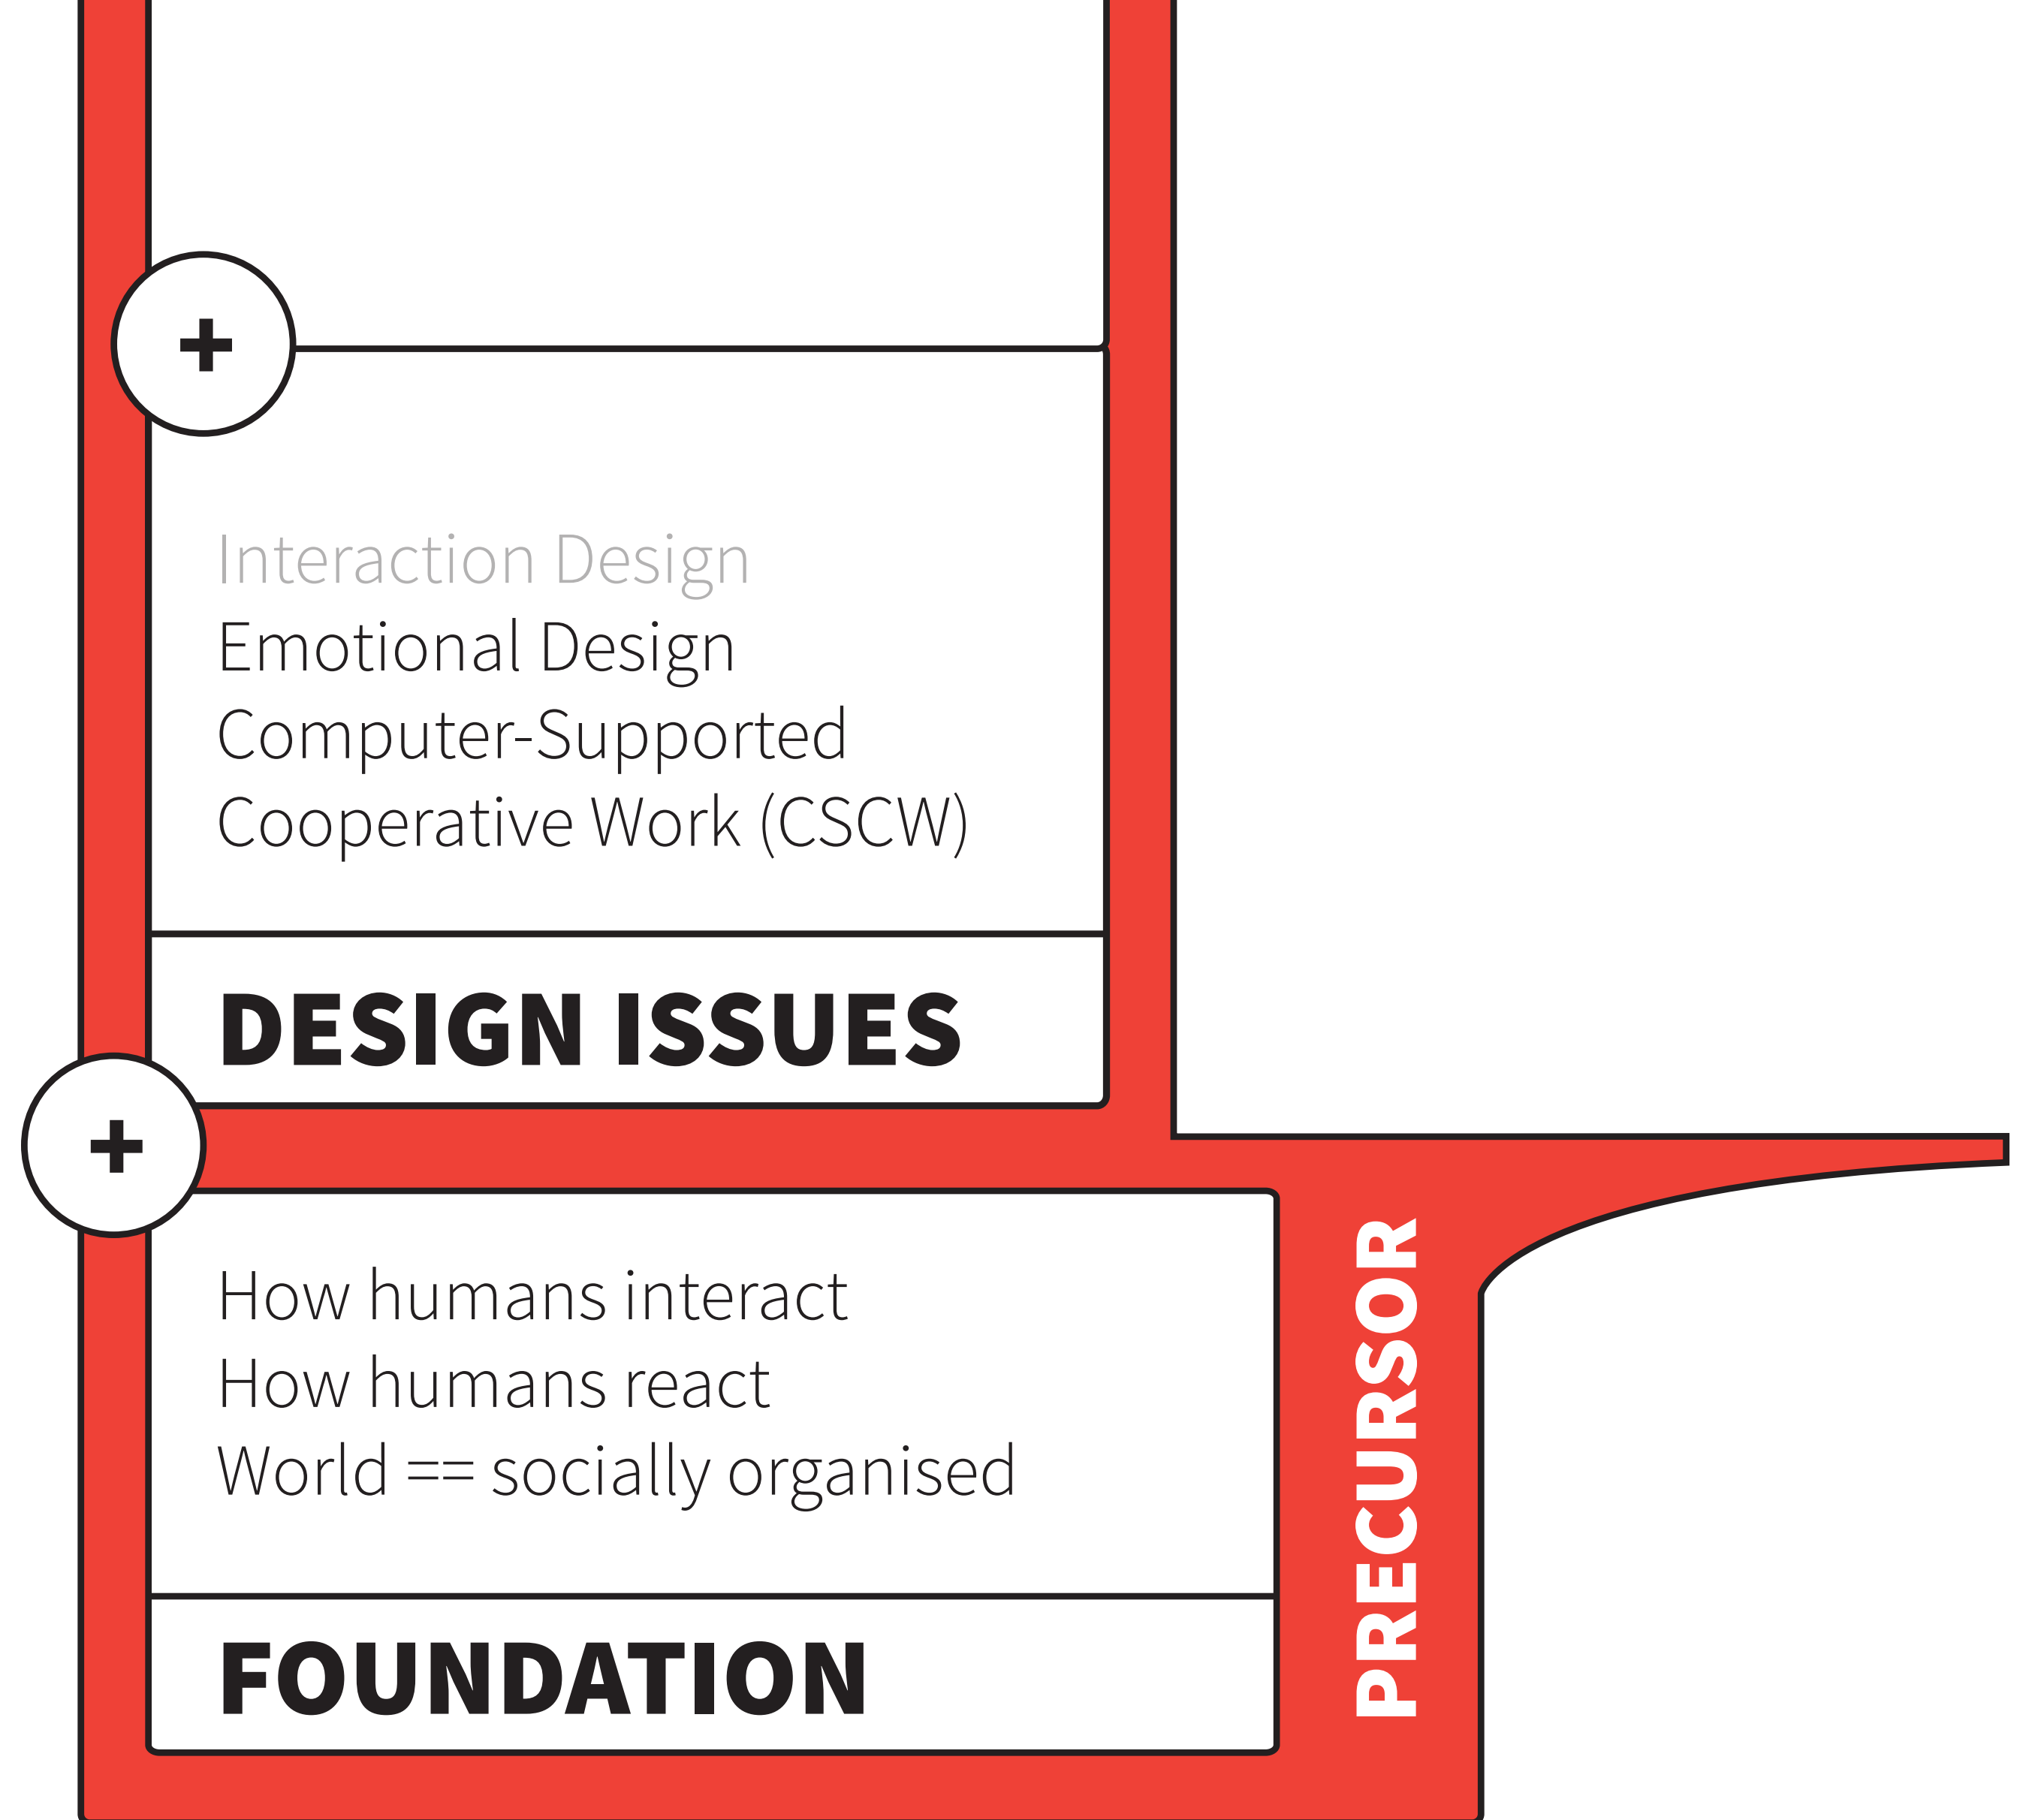 +
Interaction Design
Emotional Design
Computer-Supported
Cooperative Work (CSCW)
DESIGN ISSUES
+
How humans interact
How humans react
World == socially organised
FOUNDATION
PRECURSOR